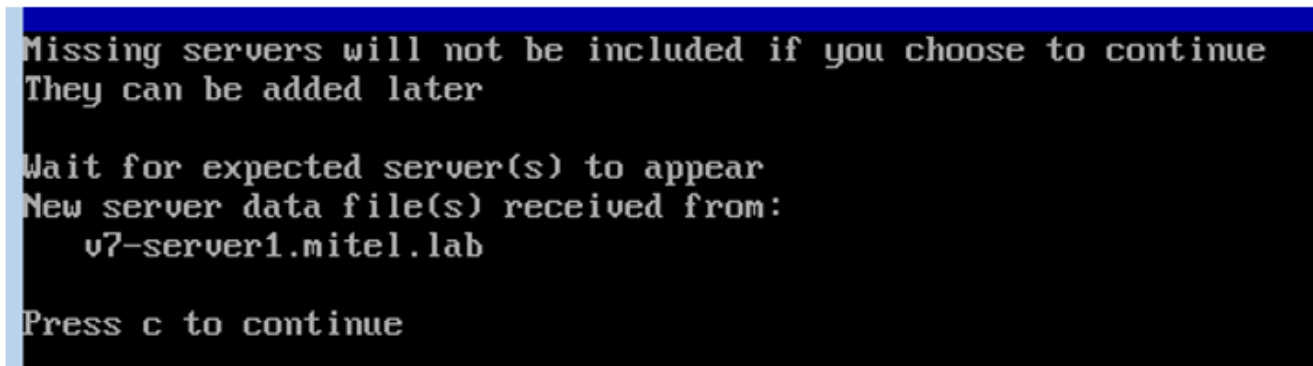 Missing servers will not be included if you choose to continue
They can be added later
Wait for expected server(s) to appear
New server data file(s) received from:
v7-server1.mitel.lab
Press c to continue